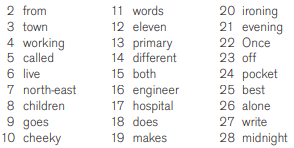 2 from
3 town
4 working
5 called
6 live
7 north-east
8 children
9 goes
10 cheeky
11 words
12 eleven
13 primary
14 different
15 both
16 engineer
17 hospital
18 does
19 makes
20 ironing
21 evening
22 Once
23 off
24 pocket
25 best
26 alone
27 write
28 midnight